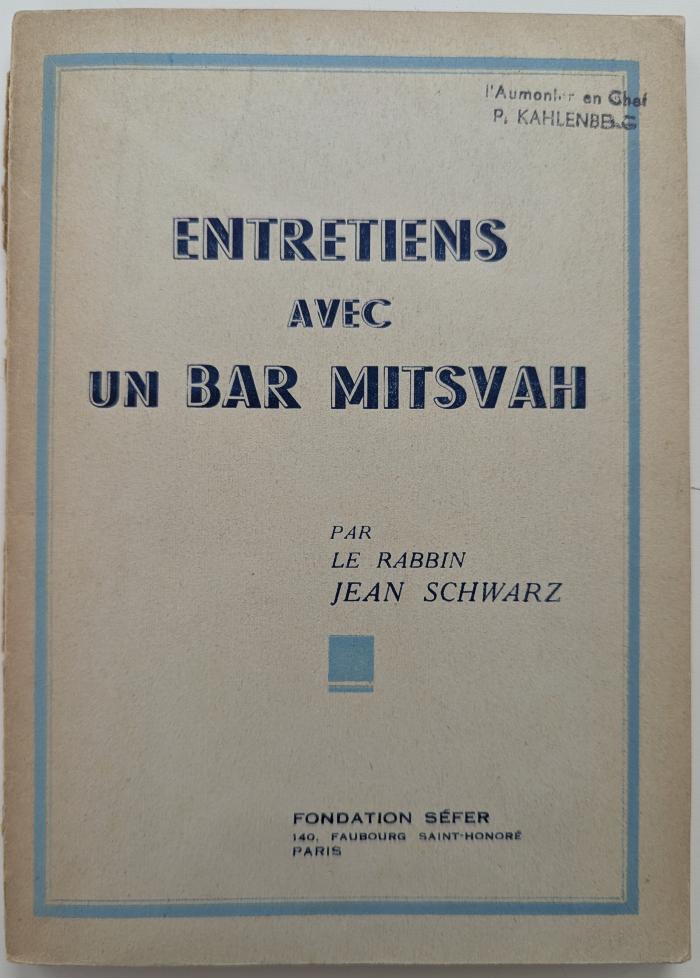 l'Aumonier en Chef
P. KAHLENBERG
ENTRETIENS
AVEC
UN BAR MITSVAH
PAR
LE RABBIN
JEAN SCHWARZ
FONDATION SÉFER
140, FAUBOURG SAINT-HONORÉ
PARIS